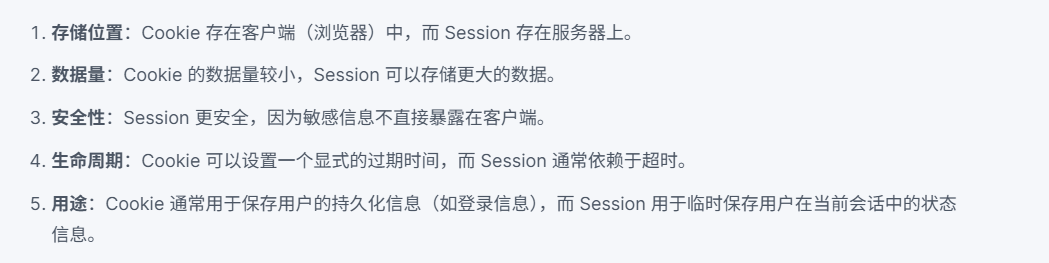 1. 存储位置：Cookie 存在客户端（浏览器）中，而 Session 存在服务器上。
2. 数据量：Cookie 的数据量较小，Session 可以存储更大的数据。
3. 安全性：Session 更安全，因为敏感信息不直接暴露在客户端。
4. 生命周期：Cookie 可以设置一个显式的过期时间，而 Session 通常依赖于超时。
5. 用途：Cookie 通常用于保存用户的持久化信息（如登录信息），而 Session 用于临时保存用户在当前会话中的状态
信息。